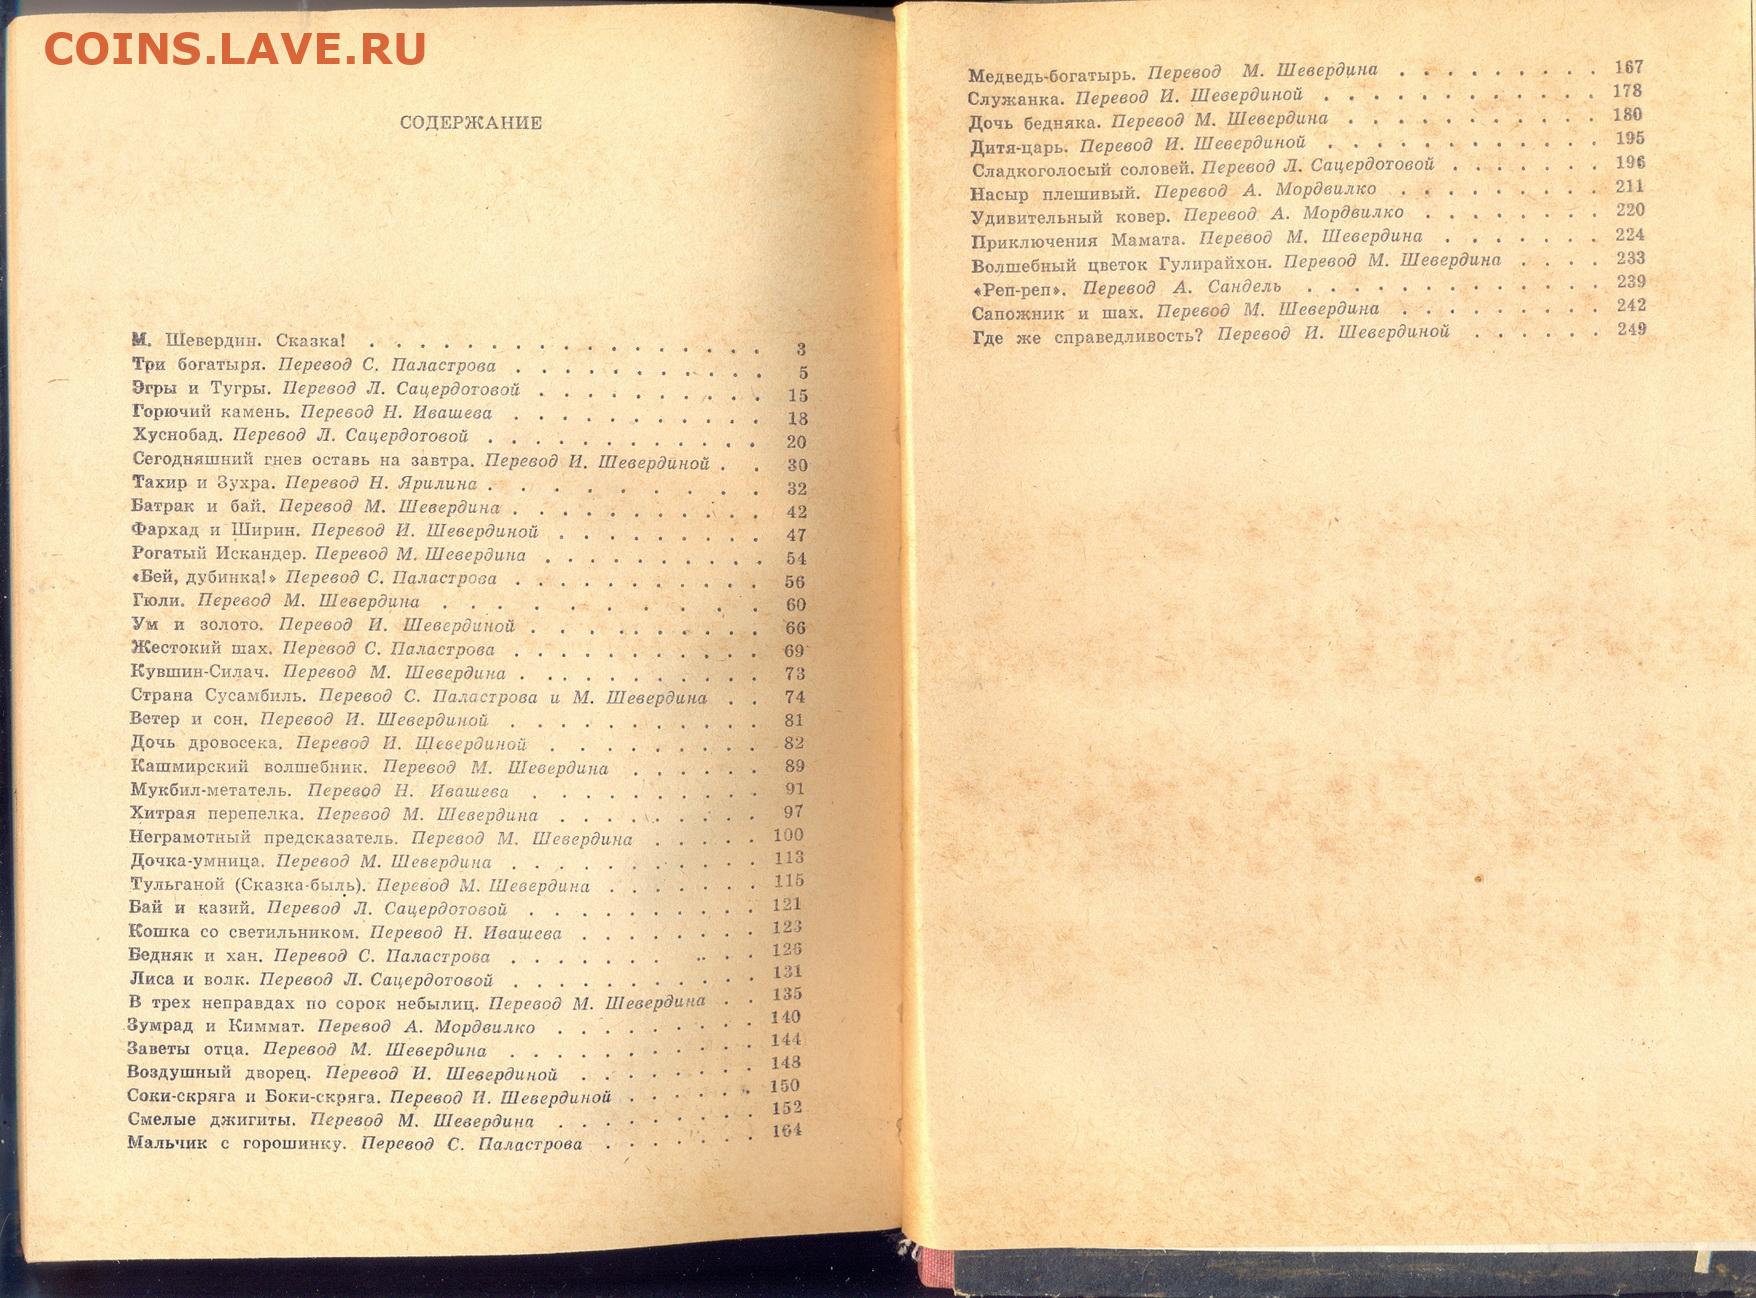 COINS.LAVE.RU
СОДЕРЖАНИЕ
М. Шевердин. Сказка! . . . . . . . . . . . . . . . . 3
Три богатыря. Перевод С. Паластрова . . . . . . . . . . . 5
Эгры и Тугры. Перевод Л. Сацердотовой . . . . . . . . . . 15
Горючий камень. Перевод Н. Ивашева . . . . . . . . . . . 18
Хуснобад. Перевод Л. Сацердотовой . . . . . . . . . . . . 20
Сегодняшний гнев оставь на завтра. Перевод И. Шевердиной . . 30
Тахир и Зухра. Перевод Н. Ярилина . . . . . . . . . 32
Батрак и бай. Перевод М. Шевердина . . . . . . . . . . . 42
Фархад и Ширин. Перевод И. Шевердиной . . . . . . . . . 47
Рогатый Искандер. Перевод М. Шевердина . . . . . . . . . . 54
«Бей, дубинка!» Перевод С. Паластрова . . . . . . . . . . . 56
Гюли. Перевод М. Шевердина . . . . . . . . . . . 60
Ум и золото. Перевод И. Шевердиной . . . . . . . . . . 66
Жестокий шах. Перевод С. Паластрова . . . . . . . . . . . 69
Кувшин-Силач. Перевод М. Шевердина . . . . . . . . . . . 73
Страна Сусамбиль. Перевод С. Паластрова и М. Шевердина . . 74
Ветер и сон. Перевод И. Шевердиной . . . . . . . . . . . 81
Дочь дровосека. Перевод И. Шевердиной . . . . . . . . . 82
Кашмирский волшебник. Перевод М. Шевердина . . . . . . 89
Мукбил-метатель. Перевод Н. Ивашева . . . . . . . . . . 91
Хитрая перепелка. Перевод М. Шевердина . . . . . . . . . 97
Неграмотный предсказатель. Перевод М. Шевердина . . . . . 100
Дочка-умница. Перевод М. Шевердина . . . . . . . . . . 113
Тульганой (Сказка-быль). Перевод М. Шевердина . . . . . . . 115
Бай и казий. Перевод Л. Сацердотовой . . . . . . . . . . 121
Кошка со светильником. Перевод Н. Ивашева . . . . . . . . 123
Бедняк и хан. Перевод С. Паластрова . . . . . . . . . . 126
Лиса и волк. Перевод Л. Сацердотовой . . . . . . . . . . 131
В трех неправдах по сорок небылиц. Перевод М. Шевердина . . 135
Зумрад и Киммат. Перевод А. Мордвилко . . . . . . . . . 140
Заветы отца. Перевод М. Шевердина . . . . . . . . . . . 144
Воздушный дворец. Перевод И. Шевердиной . . . . . . . . 148
Соки-скряга и Боки-скряга. Перевод И. Шевердиной . . . . . . 150
Смелые джигиты. Перевод М. Шевердина . . . . . . . . . 152
Мальчик с горошинку. Перевод С. Паластрова . . . . . . . 164
Медведь-богатырь. Перевод М. Шевердина . . . . . . . . . 167
Служанка. Перевод И. Шевердиной . . . . . . . . . . . . 178
Дочь бедняка. Перевод М. Шевердина . . . . . . . . . . . 180
Дитя-царь. Перевод И. Шевердиной . . . . . . . . . . . . 195
Сладкоголосый соловей. Перевод Л. Сацердотовой . . . . . . . 196
Насыр плешивый. Перевод А. Мордвилко . . . . . . . . . 211
Удивительный ковер. Перевод А. Мордвилко . . . . . . . . 220
Приключения Мамата. Перевод М. Шевердина . . . . . . . 224
Волшебный цветок Гулирайхон. Перевод М. Шевердина . . . . 233
«Реп-реп». Перевод А. Сандель . . . . . . . . . . . . . 239
Сапожник и шах. Перевод М. Шевердина . . . . . . . . . 242
Где же справедливость? Перевод И. Шевердиной . . . . . . 249